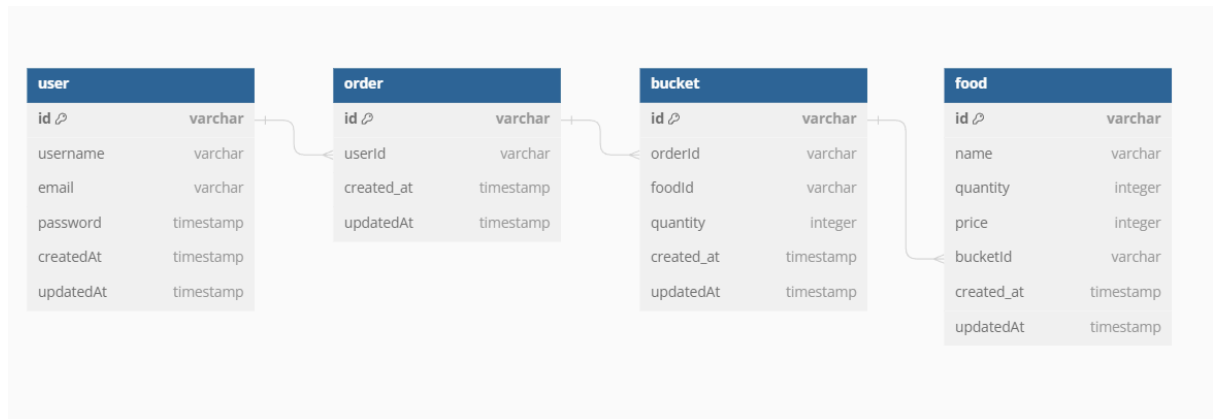 user
id varchar
username varchar
email varchar
password timestamp
createdAt timestamp
updatedAt timestamp
order
id varchar
userId varchar
created_at timestamp
updatedAt timestamp
bucket
id varchar
orderId varchar
foodId varchar
quantity integer
created_at timestamp
updatedAt timestamp
food
id varchar
name varchar
quantity integer
price integer
bucketId varchar
created_at timestamp
updatedAt timestamp